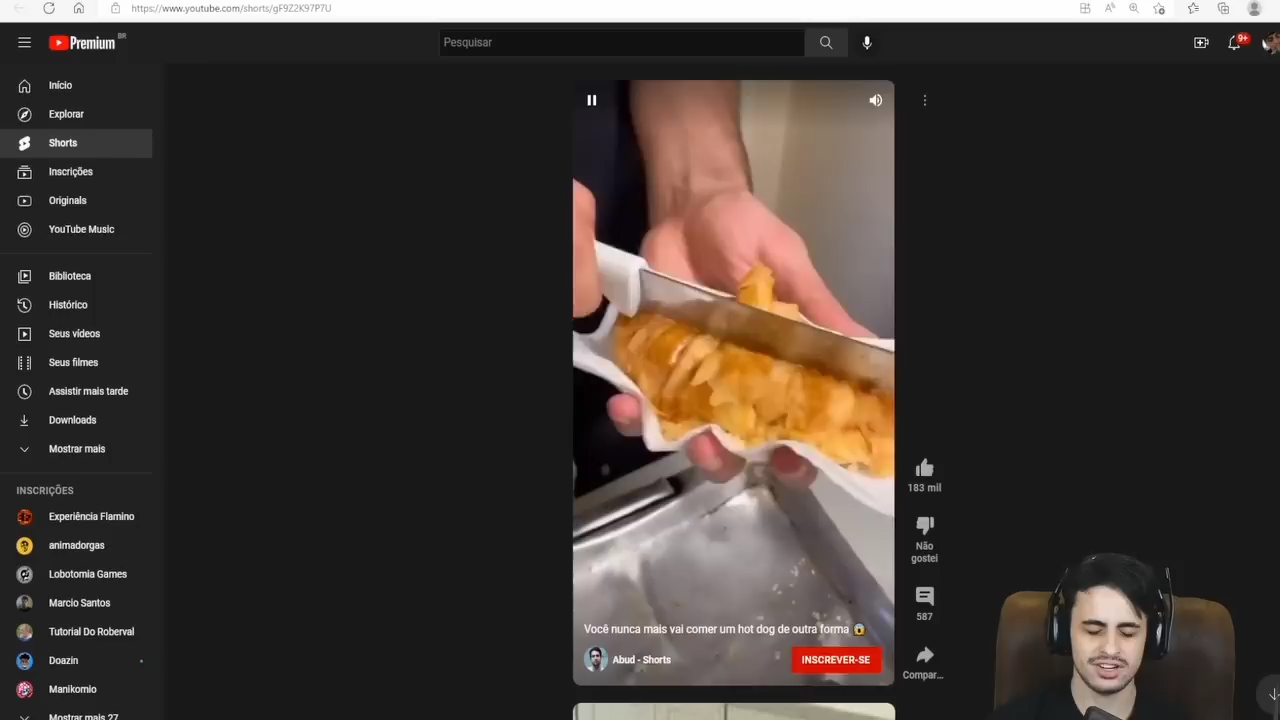 https://www.youtube.com/shorts/gF9Z2K97P7U
Premium BR
Pesquisar
9+
Início
Explorar
Shorts
Inscrições
Originals
YouTube Music
Biblioteca
Histórico
Seus vídeos
Seus filmes
Assistir mais tarde
Downloads
Mostrar mais
INSCRIÇÕES
Experiência Flamino
animadorgas
Lobotomia Games
Marcio Santos
Tutorial Do Roberval
Doazin
Manikomio
Mostrar mais 27
183 mil
Não
gostei
587
Compar...
Você nunca mais vai comer um hot dog de outra forma 😱
Abud - Shorts
INSCREVER-SE